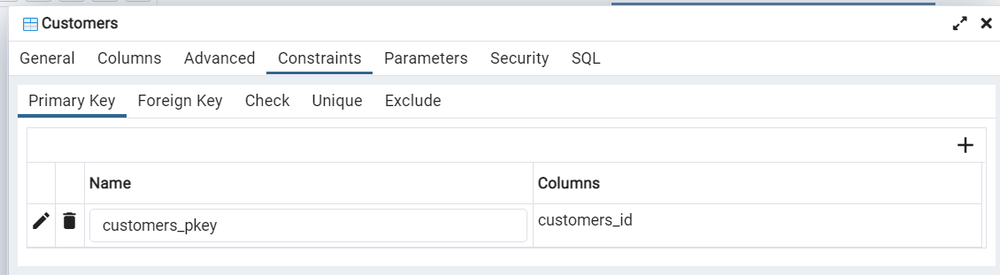 Customers
General Columns Advanced Constraints Parameters Security SQL
Primary Key Foreign Key Check Unique Exclude
Name Columns
customers_pkey customers_id